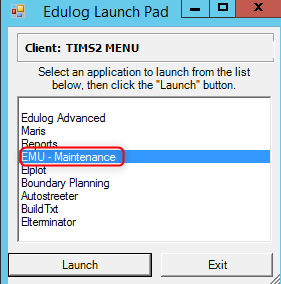 Edulog Launch Pad
Client: TIMS2 MENU
Select an application to launch from the list
below, then click the "Launch" button.
Edulog Advanced
Maris
Reports
EMU - Maintenance
Elplot
Boundary Planning
Autostreeter
BuildTxt
Elterminator
Launch
Exit